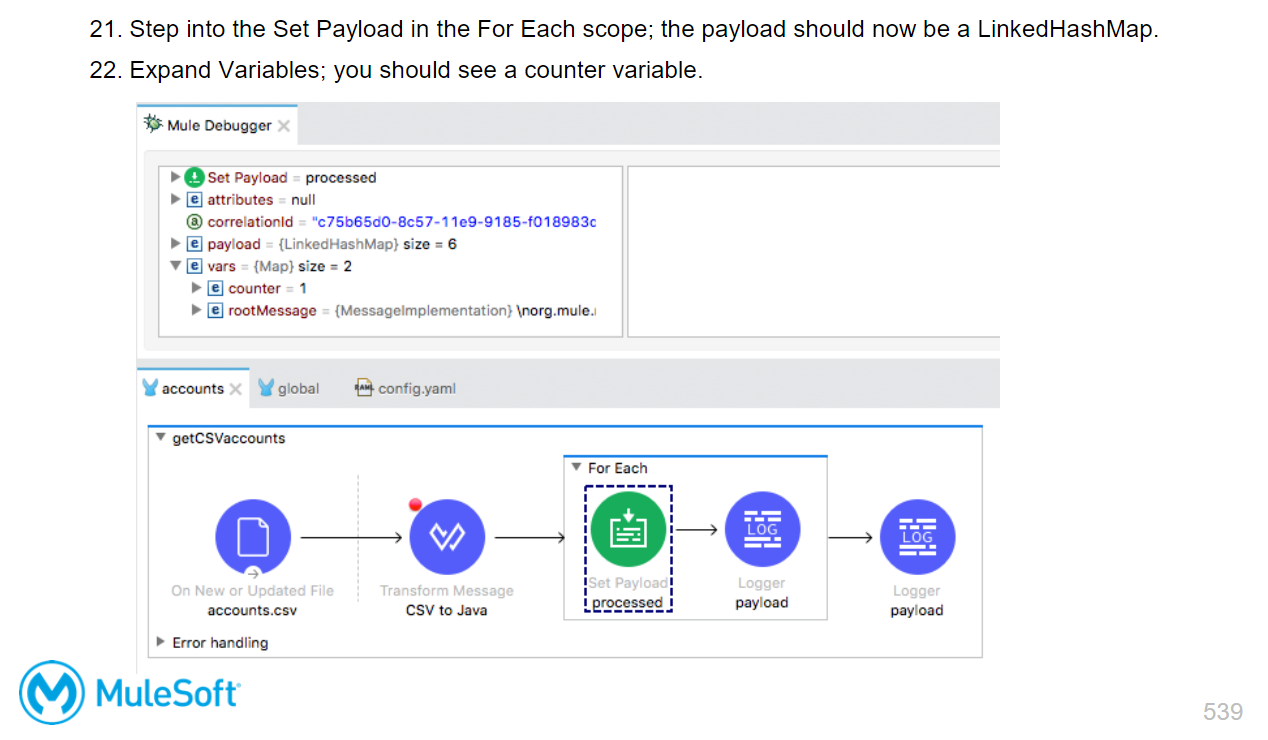 21. Step into the Set Payload in the For Each scope; the payload should now be a LinkedHashMap.
22. Expand Variables; you should see a counter variable.
Mule Debugger
Set Payload = processed
e attributes = null
a correlationId = "c75b65d0-8c57-11e9-9185-f018983c
e payload = {LinkedHashMap} size = 6
e vars = {Map} size = 2
e counter = 1
e rootMessage = {MessageImplementation} \norg.mule.
accounts
global
RAML config.yaml
getCSVaccounts
For Each
LOG
LOG
On New or Updated File
accounts.csv
Transform Message
CSV to Java
Set Payload
processed
Logger
payload
Logger
payload
Error handling
MuleSoft
539